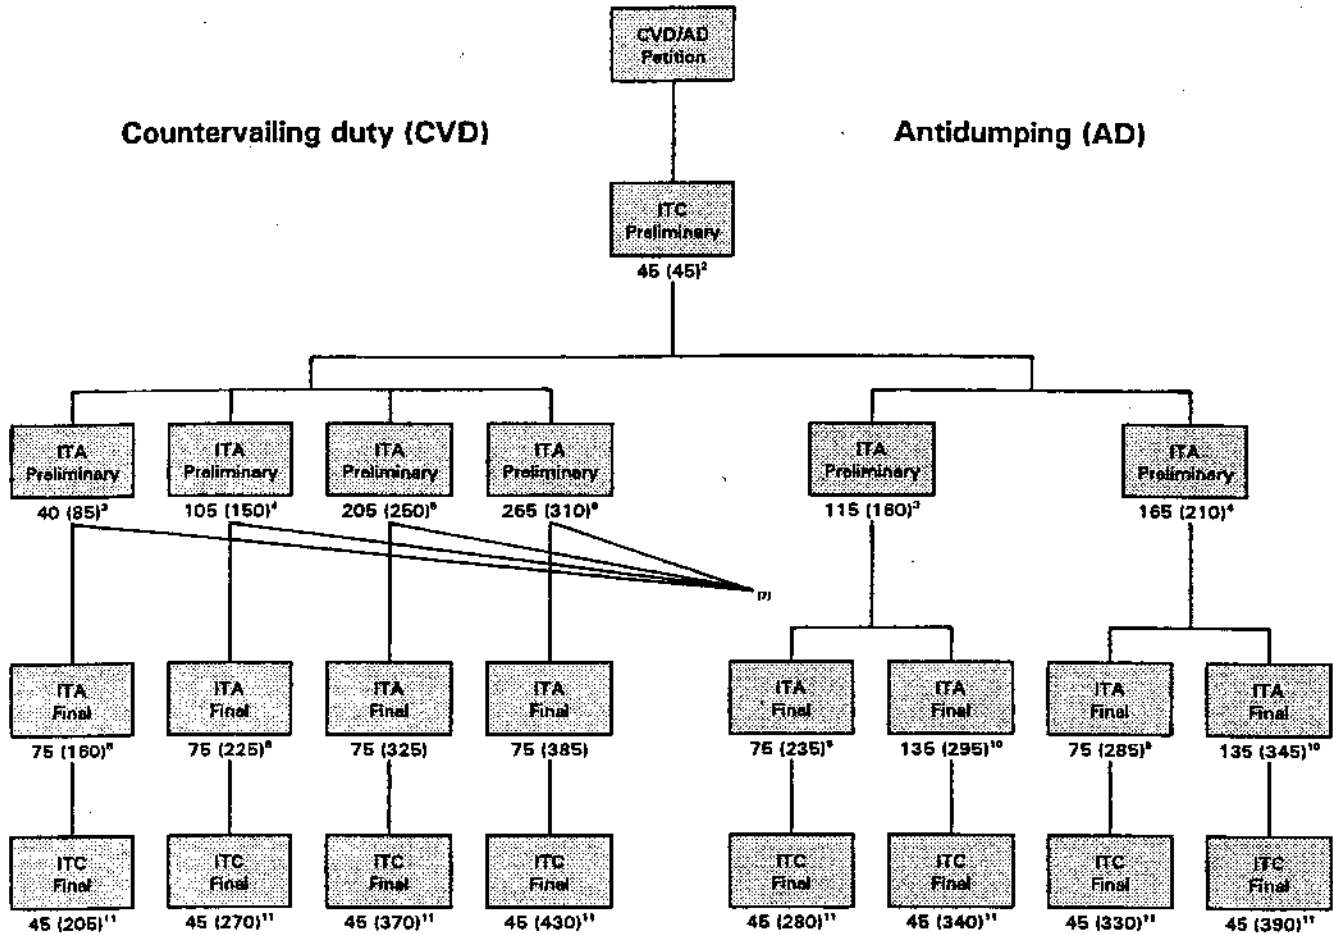 CVD/AD
Petition
Countervailing duty (CVD)
Antidumping (AD)
ITC
Preliminary
45 (45)²
ITA
Preliminary
40 (85)³
ITA
Preliminary
105 (150)⁴
ITA
Preliminary
205 (250)⁵
ITA
Preliminary
265 (310)⁶
ITA
Preliminary
115 (160)³
ITA
Preliminary
165 (210)⁴
[7]
ITA
Final
75 (160)⁸
ITA
Final
75 (225)⁸
ITA
Final
75 (325)
ITA
Final
75 (385)
ITA
Final
75 (235)⁹
ITA
Final
135 (295)¹⁰
ITA
Final
75 (285)⁹
ITA
Final
135 (345)¹⁰
ITC
Final
45 (205)¹¹
ITC
Final
45 (270)¹¹
ITC
Final
45 (370)¹¹
ITC
Final
45 (430)¹¹
ITC
Final
45 (280)¹¹
ITC
Final
45 (340)¹¹
ITC
Final
45 (330)¹¹
ITC
Final
45 (390)¹¹